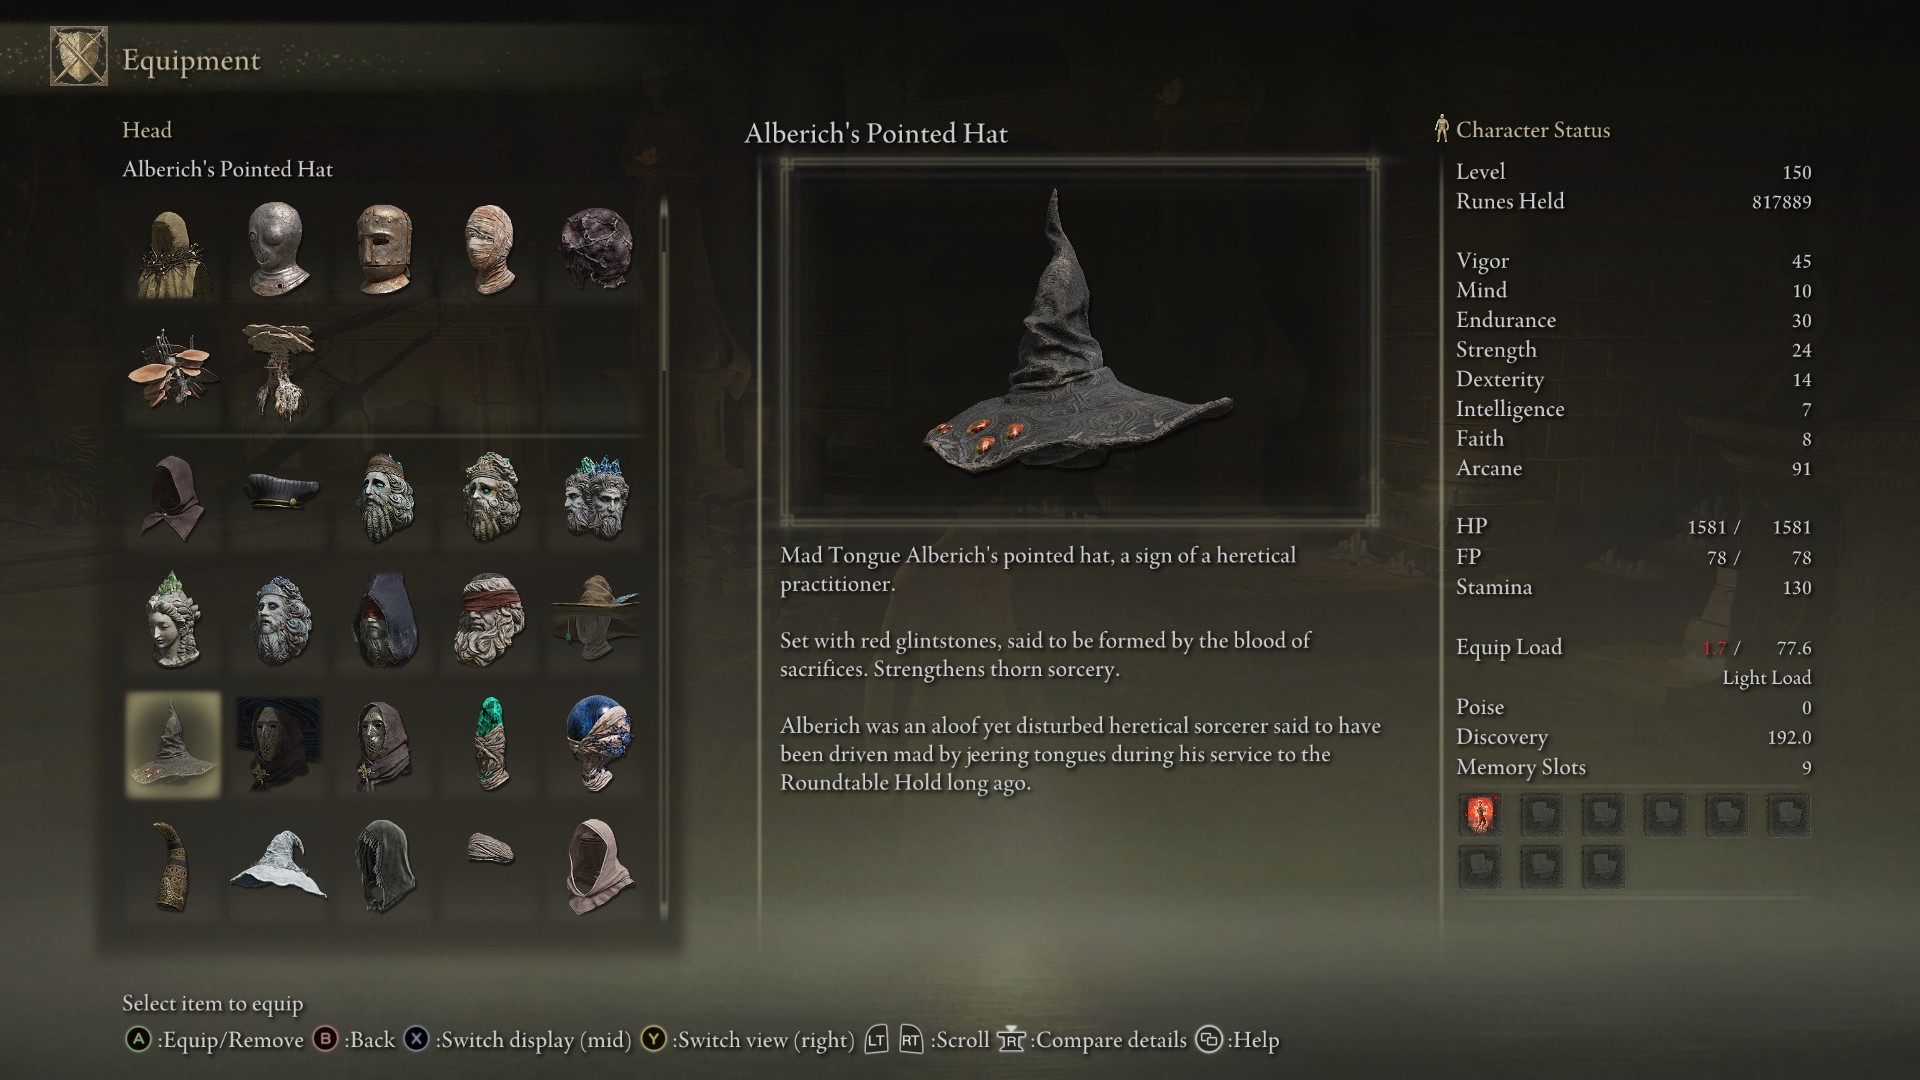 Equipment
Head
Alberich's Pointed Hat
Alberich's Pointed Hat
Mad Tongue Alberich's pointed hat, a sign of a heretical
practitioner.
Set with red glintstones, said to be formed by the blood of
sacrifices. Strengthens thorn sorcery.
Alberich was an aloof yet disturbed heretical sorcerer said to have
been driven mad by jeering tongues during his service to the
Roundtable Hold long ago.
Character Status
Level 150
Runes Held 817889
Vigor 45
Mind 10
Endurance 30
Strength 24
Dexterity 14
Intelligence 7
Faith 8
Arcane 91
HP 1581 / 1581
FP 78 / 78
Stamina 130
Equip Load 1.7 / 77.6
Light Load
Poise 0
Discovery 192.0
Memory Slots 9
Select item to equip
A :Equip/Remove B :Back X :Switch display (mid) Y :Switch view (right) LT RT :Scroll R :Compare details :Help